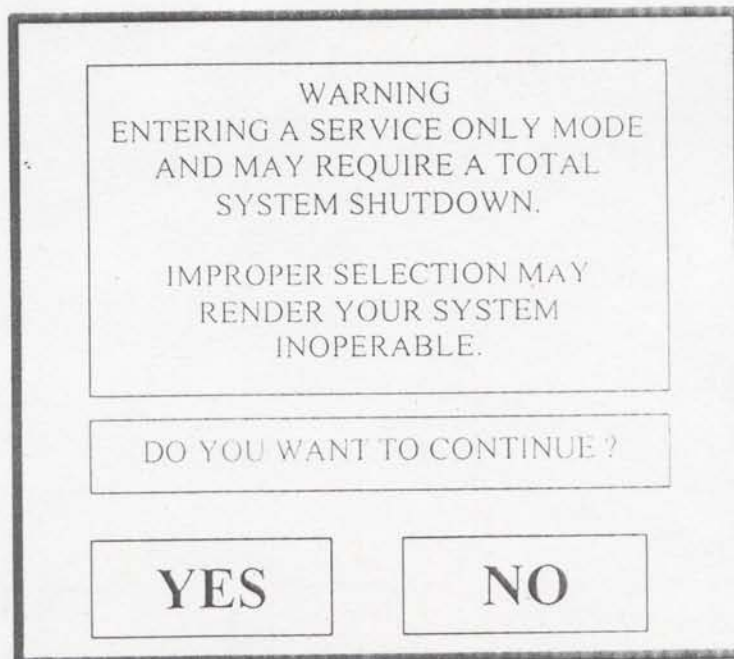 WARNING
ENTERING A SERVICE ONLY MODE
AND MAY REQUIRE A TOTAL
SYSTEM SHUTDOWN.
IMPROPER SELECTION MAY
RENDER YOUR SYSTEM
INOPERABLE.
DO YOU WANT TO CONTINUE ?
YES NO